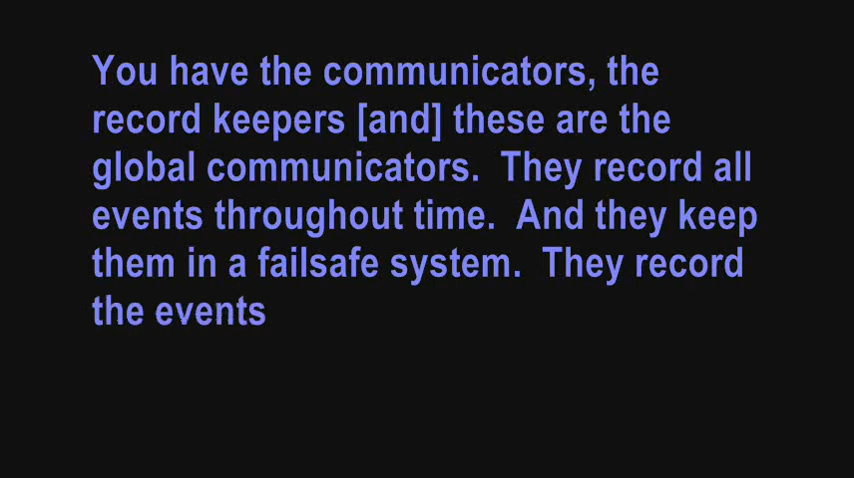 You have the communicators, the
record keepers [and] these are the
global communicators.  They record all
events throughout time.  And they keep
them in a failsafe system.  They record
the events